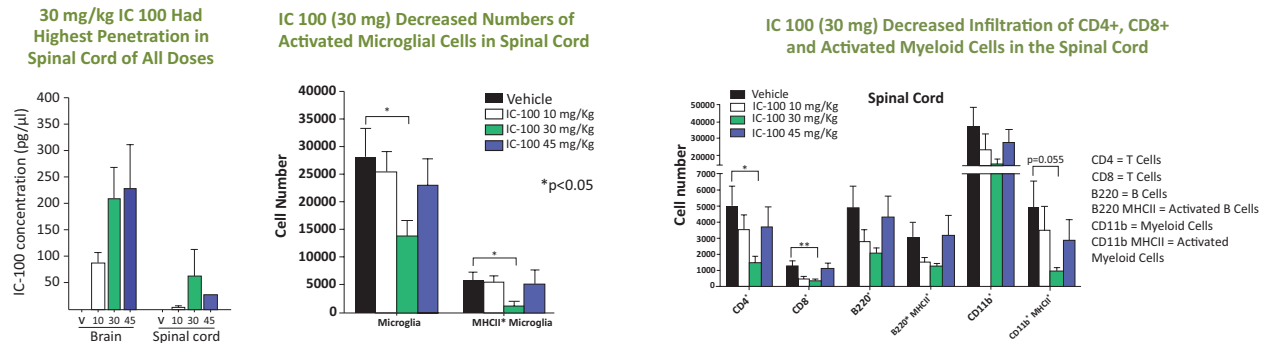 30 mg/kg IC 100 Had
Highest Penetration in
Spinal Cord of All Doses
IC-100 concentration (pg/μl)
400
350
300
250
200
150
100
50
V 10 30 45 V 10 30 45
Brain Spinal cord
IC 100 (30 mg) Decreased Numbers of
Activated Microglial Cells in Spinal Cord
Cell Number
40000
35000
30000
25000
20000
15000
10000
5000
0
*
*
Vehicle
IC-100 10 mg/Kg
IC-100 30 mg/Kg
IC-100 45 mg/Kg
*p<0.05
Microglia MHCII* Microglia
IC 100 (30 mg) Decreased Infiltration of CD4+, CD8+
and Activated Myeloid Cells in the Spinal Cord
Spinal Cord
Vehicle
IC-100 10 mg/Kg
IC-100 30 mg/Kg
IC-100 45 mg/Kg
Cell number
50000
40000
30000
20000
7000
6000
5000
4000
3000
2000
1000
0
*
**
p=0.055
CD4+
CD8+
B220+
B220+ MHCII+
CD11b+
CD11b+ MHCII+
CD4 = T Cells
CD8 = T Cells
B220 = B Cells
B220 MHCII = Activated B Cells
CD11b = Myeloid Cells
CD11b MHCII = Activated
Myeloid Cells